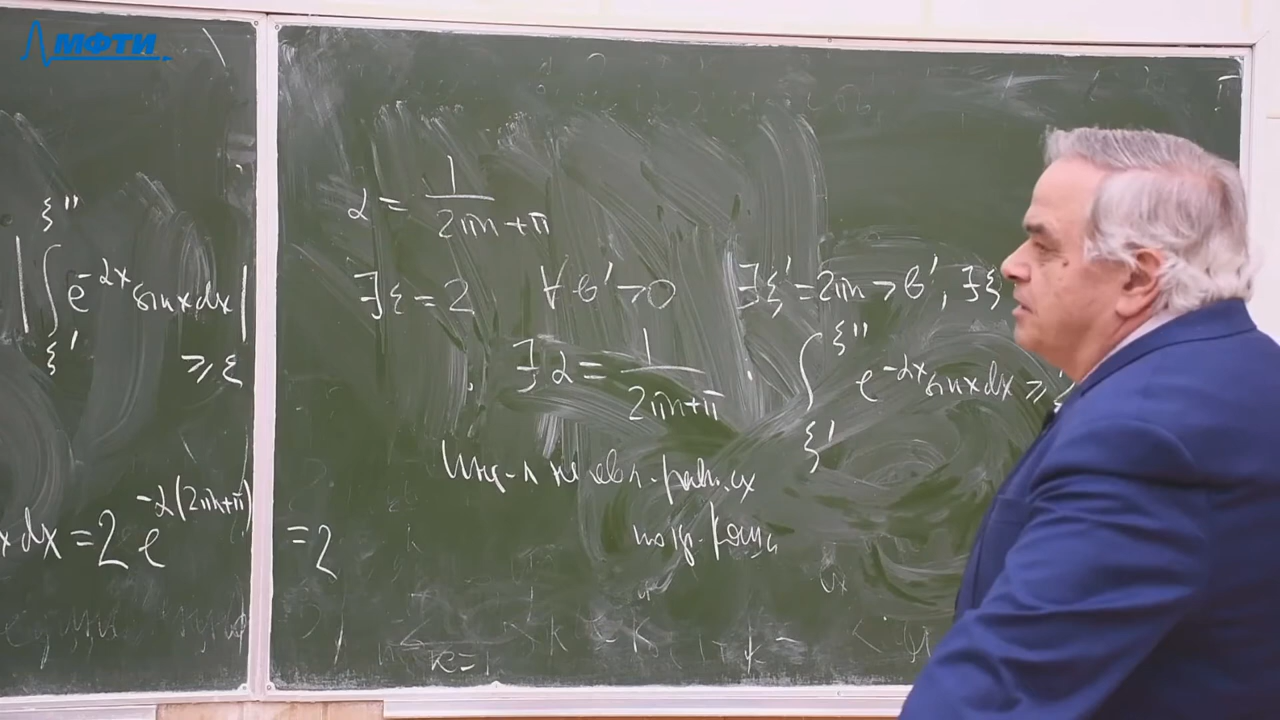 МФТИ
ξ''
| ∫ e^{-αx} sin x dx |
ξ'
≥ ε
x dx = 2 e^{-α(2πn+π)} = 2
α = 1/(2πn+π)
∃ε = 2 ∀ b' > 0 ∃ξ' = 2πn > b', ∃ξ
∃ α = 1/(2πn+π) ∫_{ξ'}^{ξ''} e^{-αx} sin x dx ≥
Инт-л не явл. равн. сх
по кр. Коши